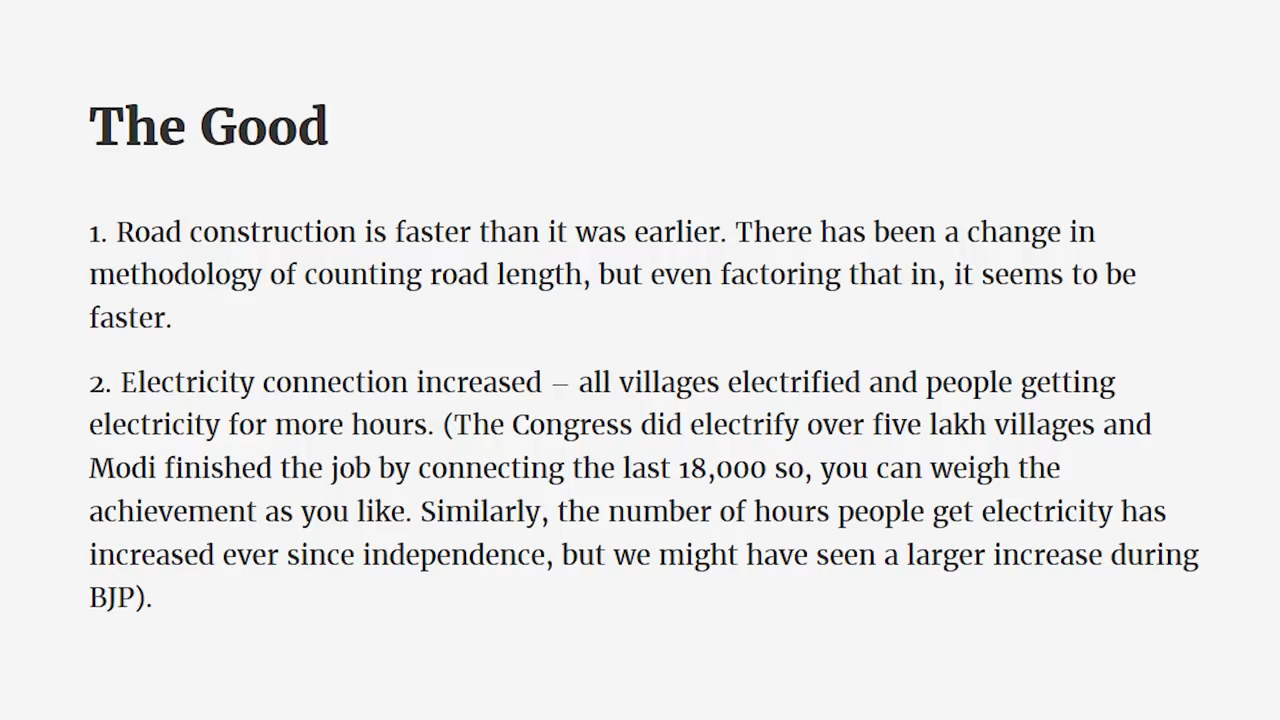 The Good
1. Road construction is faster than it was earlier. There has been a change in
methodology of counting road length, but even factoring that in, it seems to be
faster.
2. Electricity connection increased – all villages electrified and people getting
electricity for more hours. (The Congress did electrify over five lakh villages and
Modi finished the job by connecting the last 18,000 so, you can weigh the
achievement as you like. Similarly, the number of hours people get electricity has
increased ever since independence, but we might have seen a larger increase during
BJP).